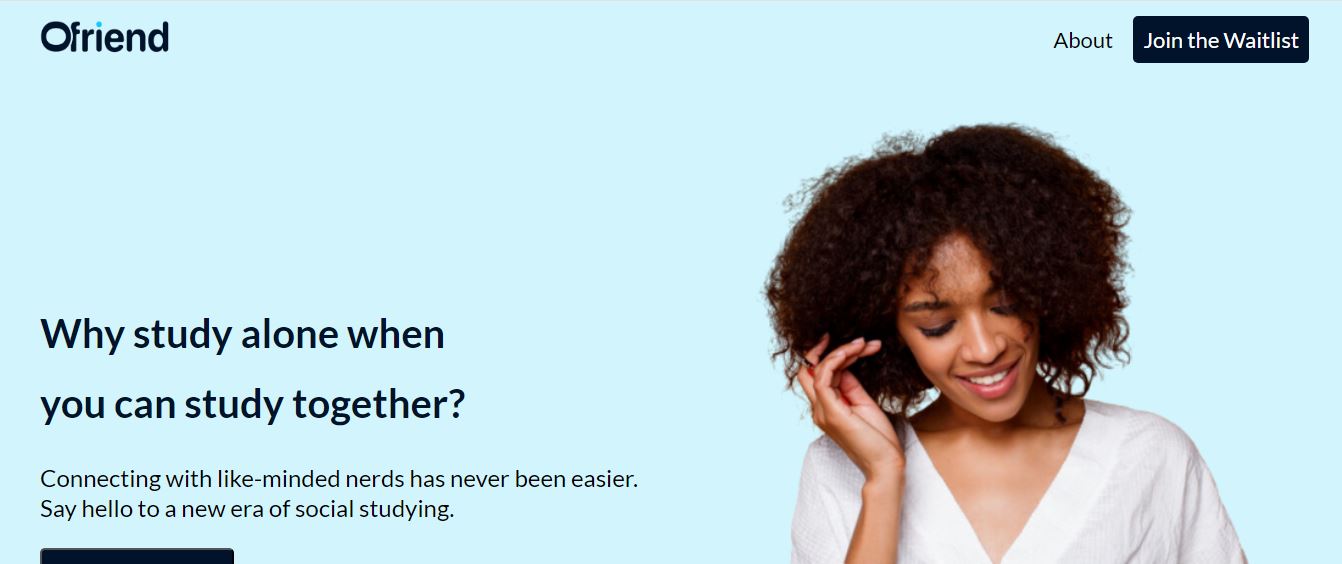 Ofriend
About
Join the Waitlist
Why study alone when
you can study together?
Connecting with like-minded nerds has never been easier.
Say hello to a new era of social studying.